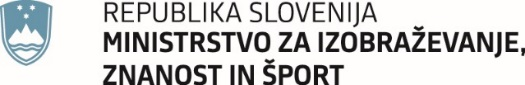 REPUBLIKA SLOVENIJA
MINISTRSTVO ZA IZOBRAŽEVANJE,
ZNANOST IN ŠPORT